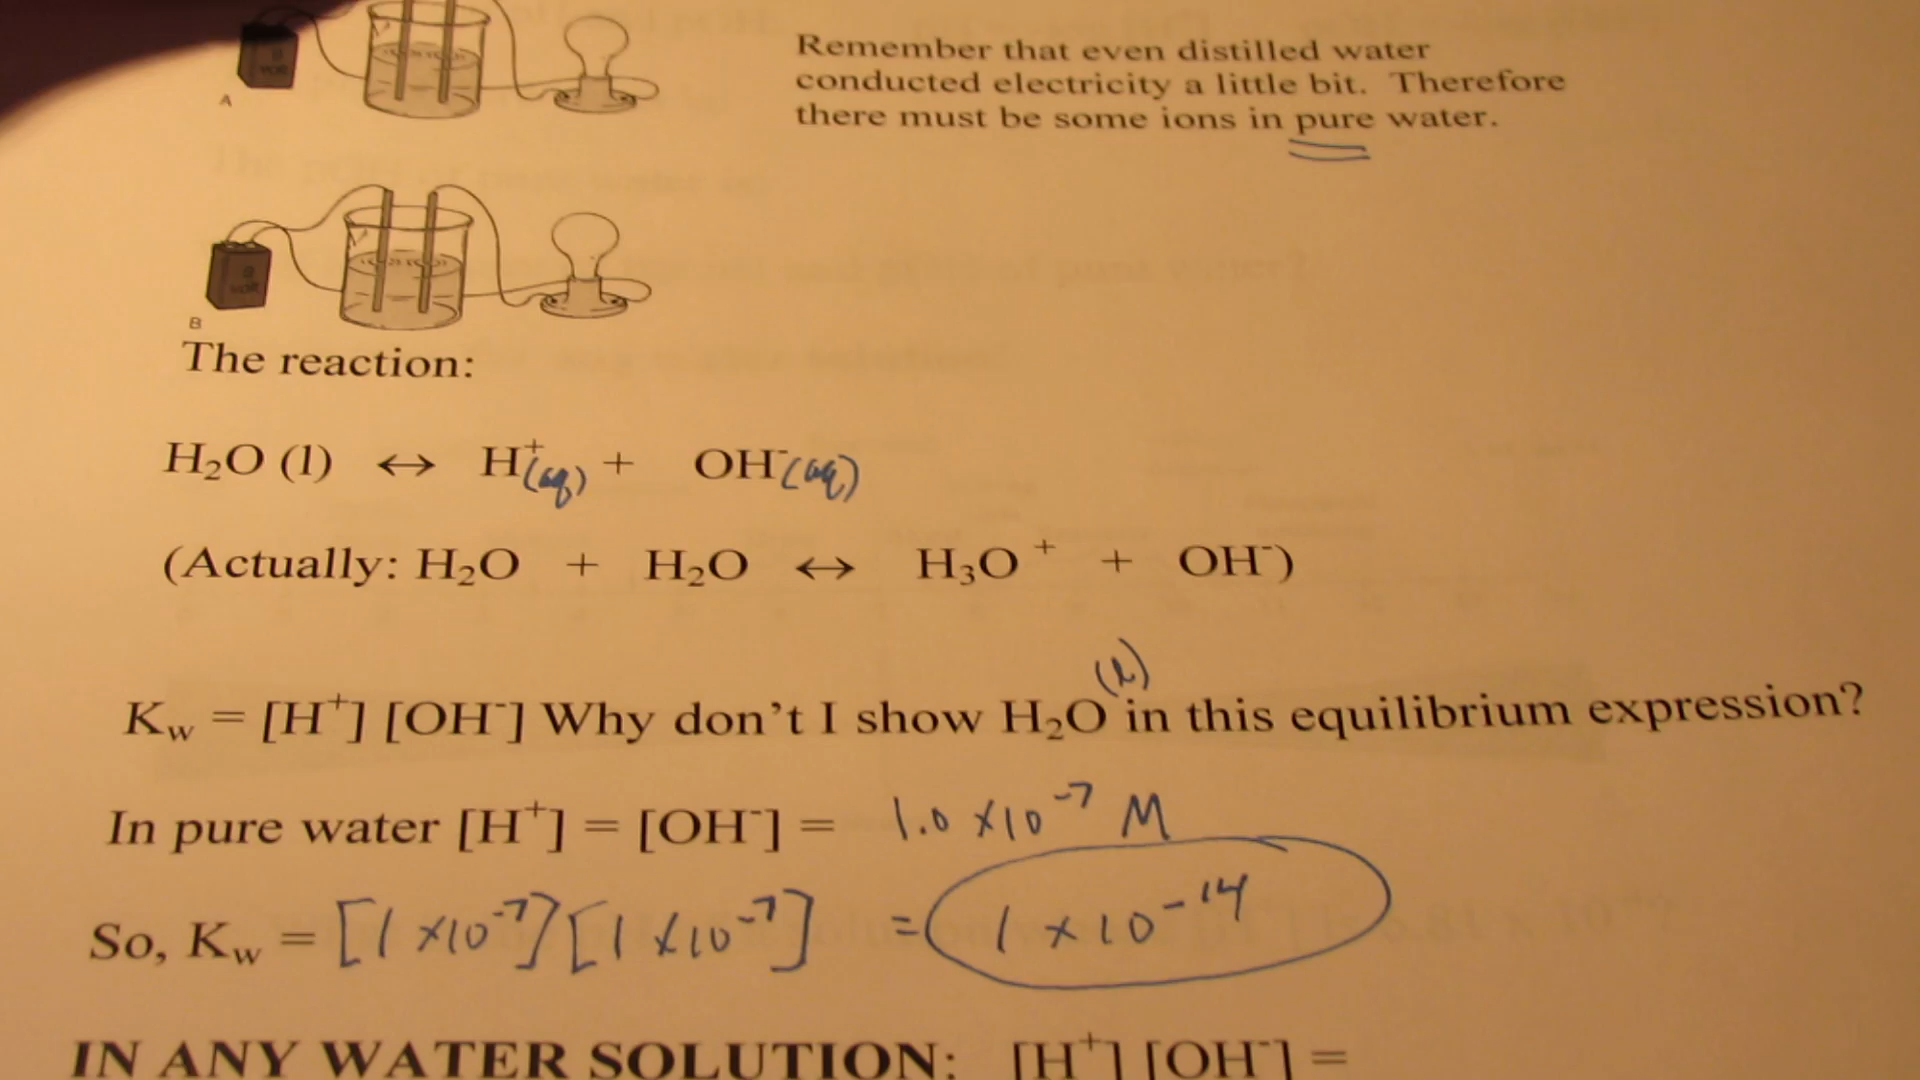 Remember that even distilled water
conducted electricity a little bit. Therefore
there must be some ions in pure water.
A
B
The reaction:
H₂O (l) ↔ H⁺(aq) + OH⁻(aq)
(Actually: H₂O + H₂O ↔ H₃O⁺ + OH⁻)
(l)
K_w = [H⁺] [OH⁻] Why don't I show H₂O in this equilibrium expression?
In pure water [H⁺] = [OH⁻] = 1.0 x 10⁻⁷ M
So, K_w = [1 x10⁻⁷][1 x10⁻⁷] = 1 x 10⁻¹⁴
IN ANY WATER SOLUTION: [H⁺] [OH⁻] =